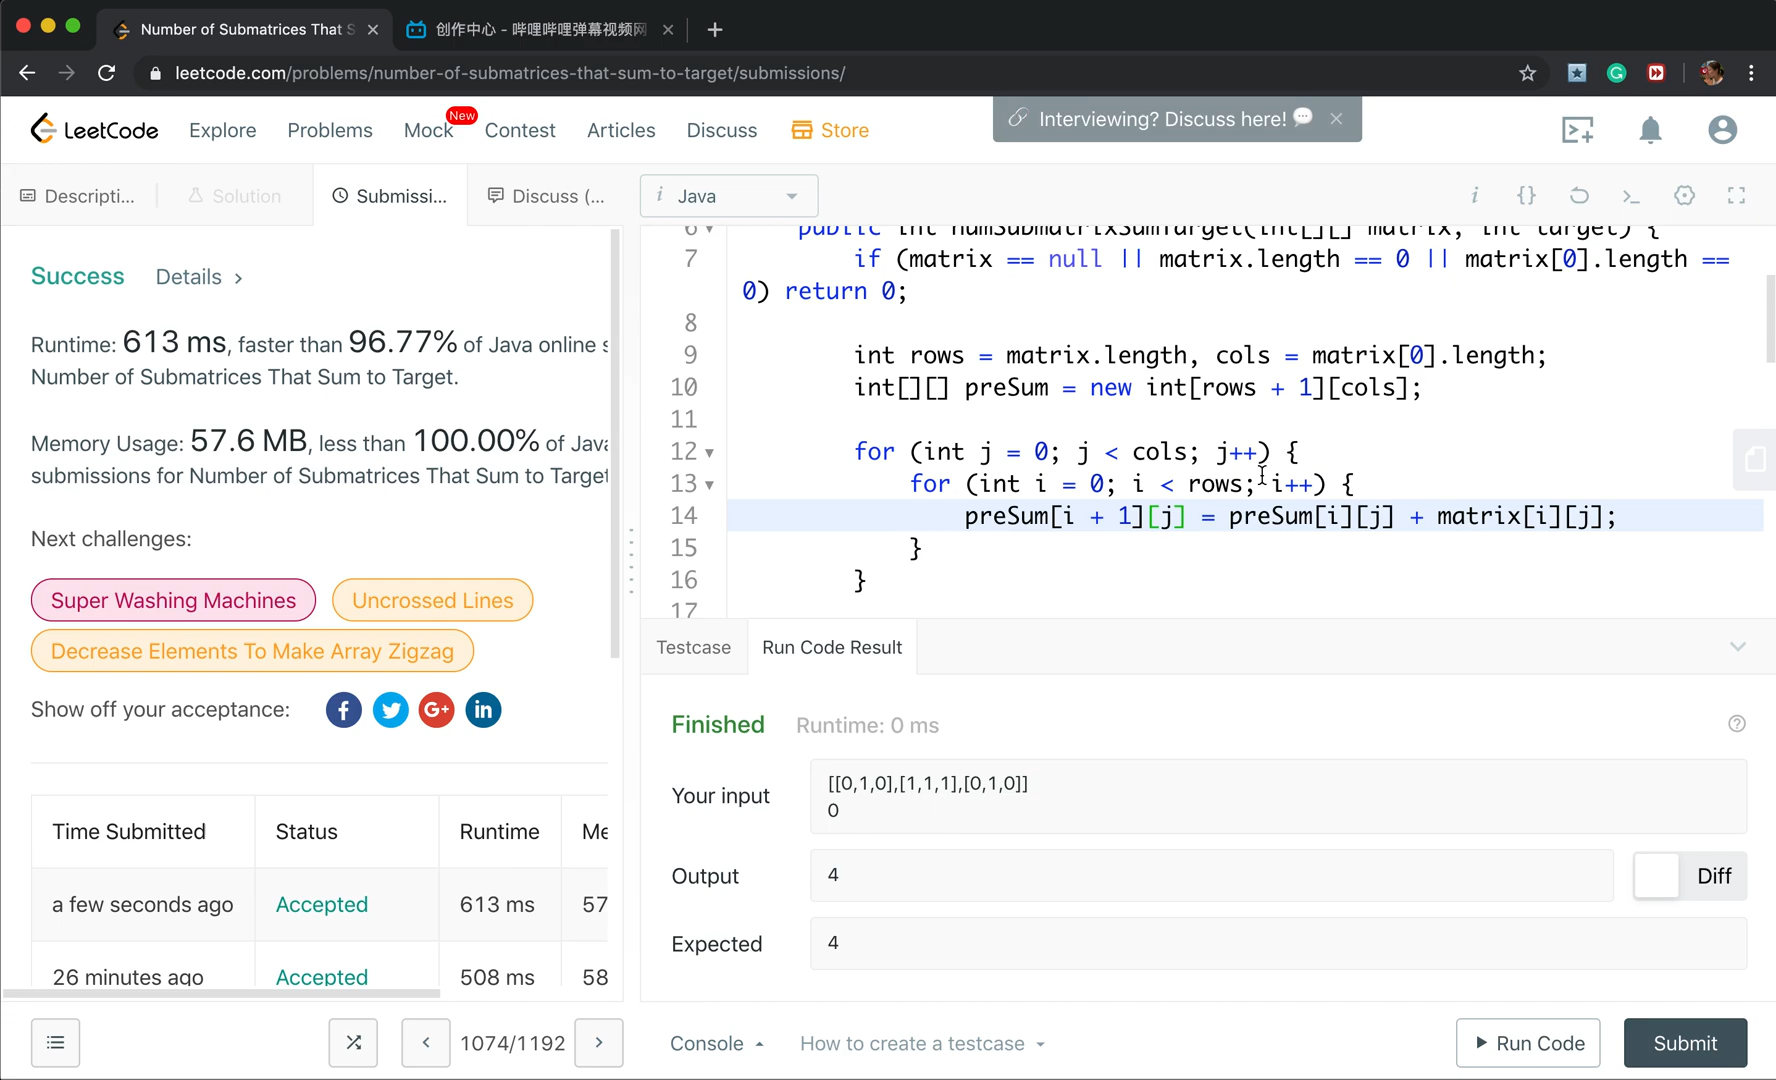 Number of Submatrices That S
创作中心 - 哔哩哔哩弹幕视频网
leetcode.com/problems/number-of-submatrices-that-sum-to-target/submissions/
LeetCode
Explore
Problems
Mock
New
Contest
Articles
Discuss
Store
Interviewing? Discuss here!
Descripti...
Solution
Submissi...
Discuss (...
i Java
Success
Details >
Runtime: 613 ms, faster than 96.77% of Java online s
Number of Submatrices That Sum to Target.
Memory Usage: 57.6 MB, less than 100.00% of Java
submissions for Number of Submatrices That Sum to Target
Next challenges:
Super Washing Machines
Uncrossed Lines
Decrease Elements To Make Array Zigzag
Show off your acceptance:
Time Submitted Status Runtime Me
a few seconds ago Accepted 613 ms 57
26 minutes ago Accepted 508 ms 58
1074/1192
6 public int numSubmatrixSumTarget(int[][] matrix, int target) {
7 if (matrix == null || matrix.length == 0 || matrix[0].length ==
0) return 0;
8
9 int rows = matrix.length, cols = matrix[0].length;
10 int[][] preSum = new int[rows + 1][cols];
11
12 for (int j = 0; j < cols; j++) {
13 for (int i = 0; i < rows; i++) {
14 preSum[i + 1][j] = preSum[i][j] + matrix[i][j];
15 }
16 }
17
Testcase
Run Code Result
Finished
Runtime: 0 ms
Your input
[[0,1,0],[1,1,1],[0,1,0]]
0
Output
4
Diff
Expected
4
Console
How to create a testcase
Run Code
Submit